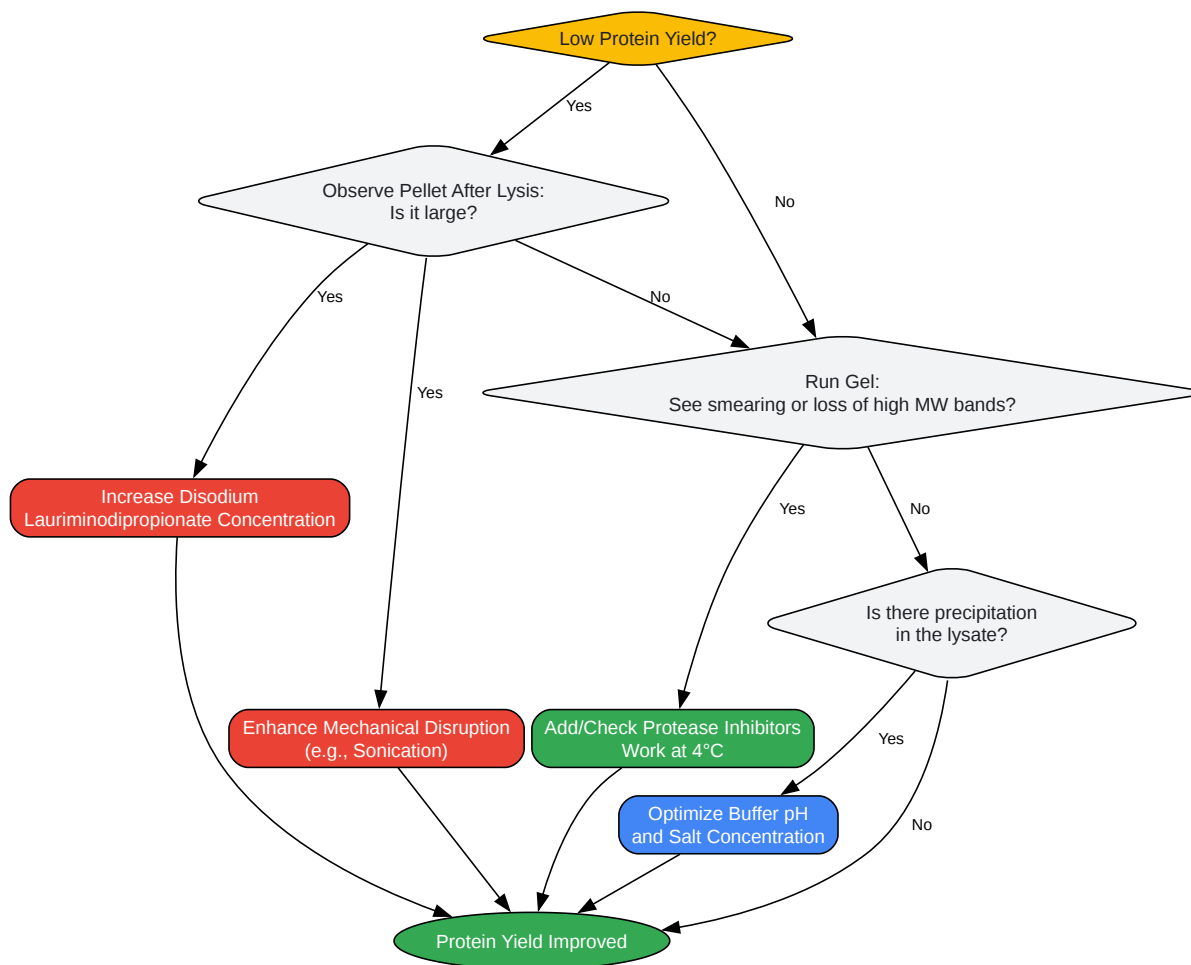 Low Protein Yield?
Yes
Observe Pellet After Lysis:
Is it large?
No
Yes
No
Run Gel:
See smearing or loss of high MW bands?
Yes
Increase Disodium
Lauriminodipropionate Concentration
Yes
No
Is there precipitation
in the lysate?
Enhance Mechanical Disruption
(e.g., Sonication)
Add/Check Protease Inhibitors
Work at 4°C
Yes
Optimize Buffer pH
and Salt Concentration
No
Protein Yield Improved